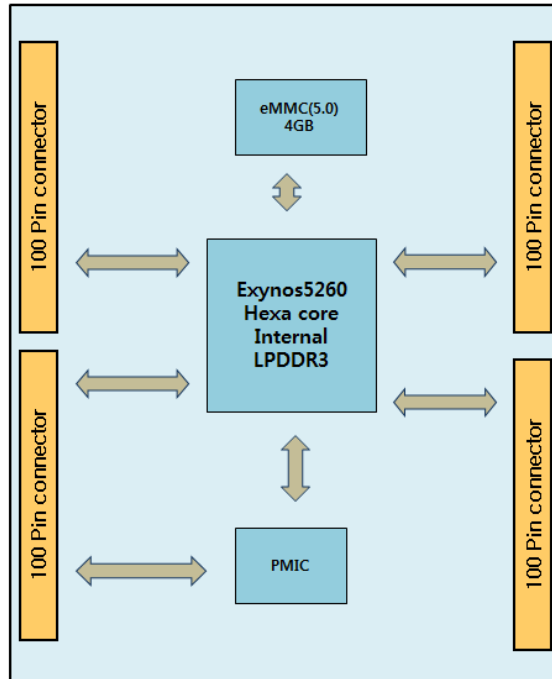 100 Pin connector
100 Pin connector
eMMC(5.0)
4GB
Exynos5260
Hexa core
Internal
LPDDR3
100 Pin connector
100 Pin connector
PMIC